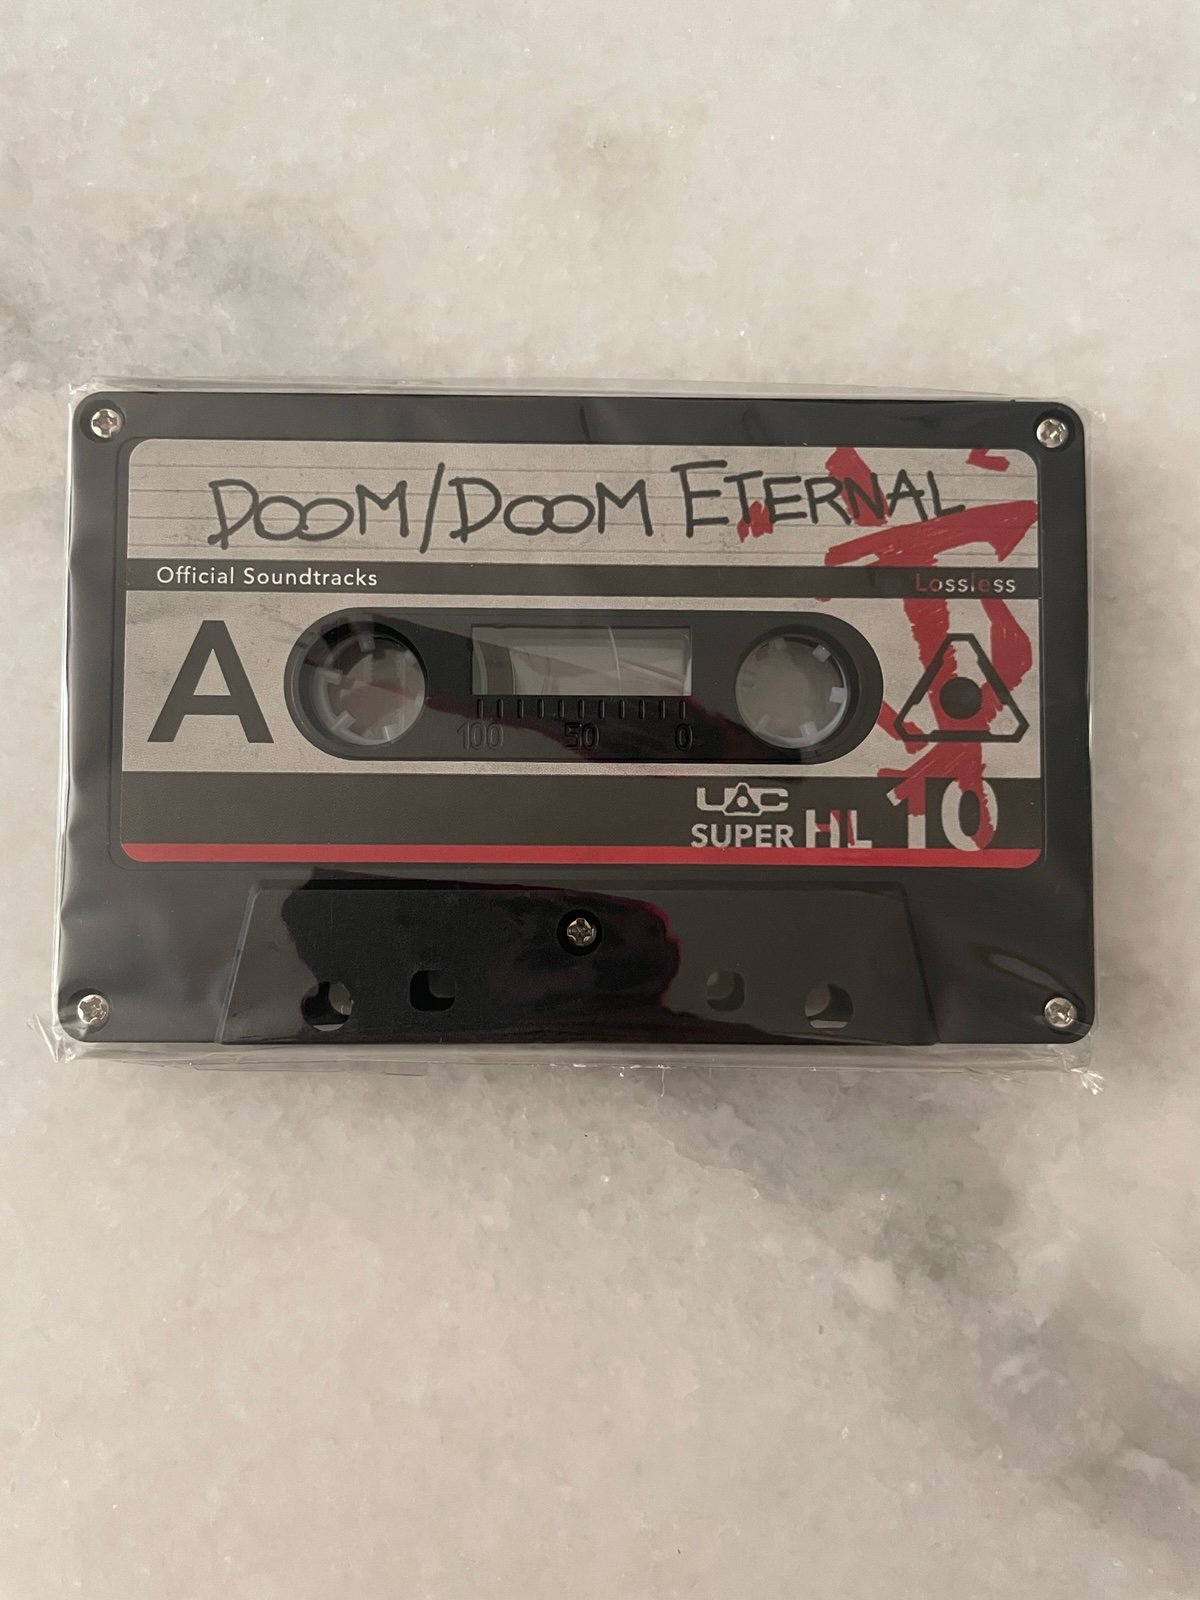 DOOM/DOOM ETERNAL
Official Soundtracks
Lossless
A
100 50 0
UAC
SUPER HL 10